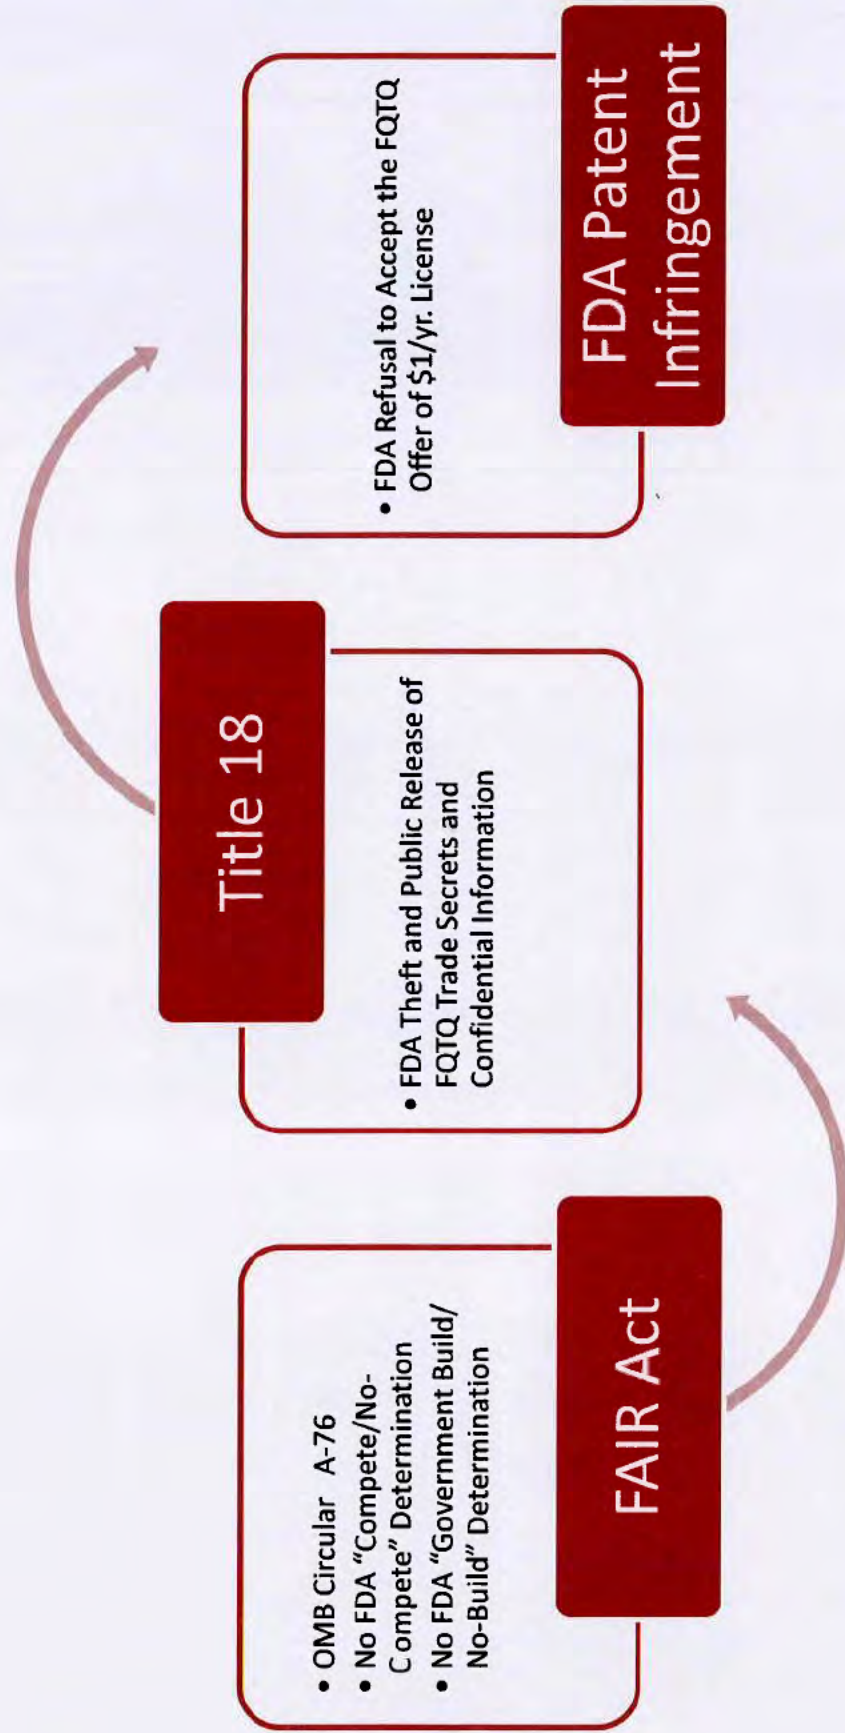 • OMB Circular A-76
• No FDA “Compete/No-
Compete” Determination
• No FDA “Government Build/
No-Build” Determination
FAIR Act
Title 18
• FDA Theft and Public Release of
FQTQ Trade Secrets and
Confidential Information
• FDA Refusal to Accept the FQTQ
Offer of $1/yr. License
FDA Patent
Infringement